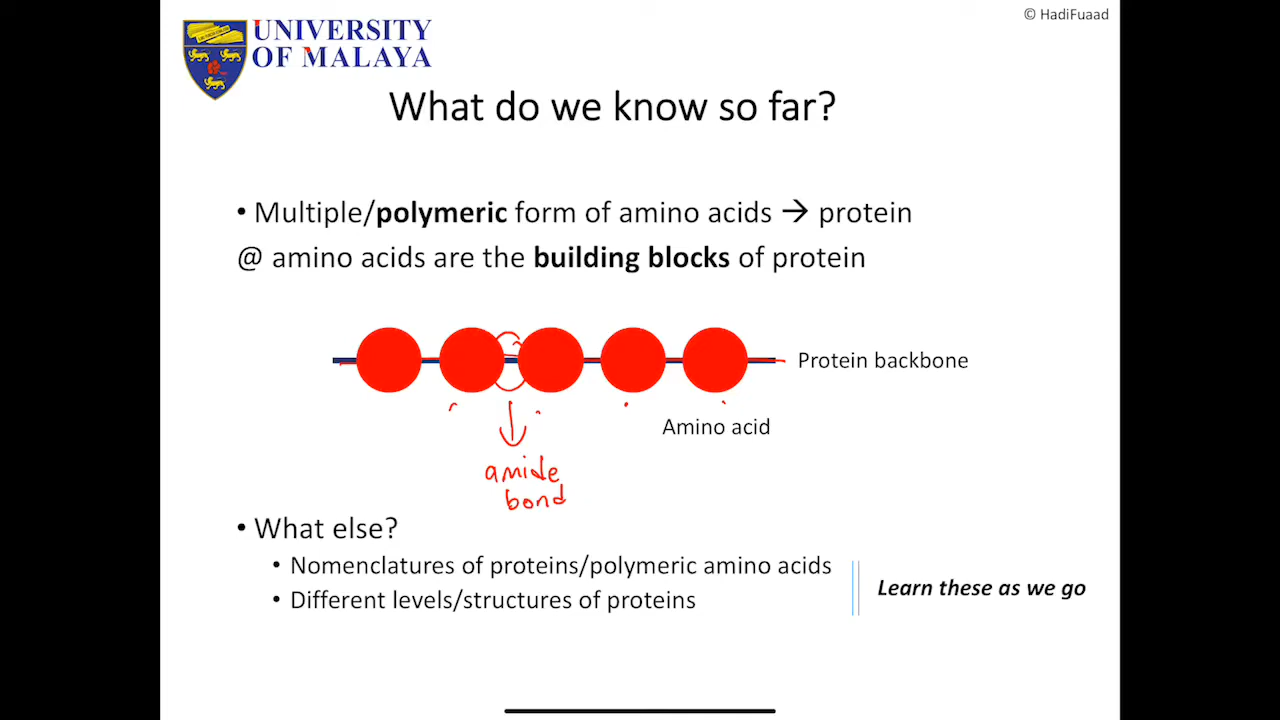 © HadiFuaad
UNIVERSITY
OF MALAYA
What do we know so far?
• Multiple/polymeric form of amino acids → protein
@ amino acids are the building blocks of protein
Protein backbone
Amino acid
amide
bond
• What else?
• Nomenclatures of proteins/polymeric amino acids
• Different levels/structures of proteins
Learn these as we go